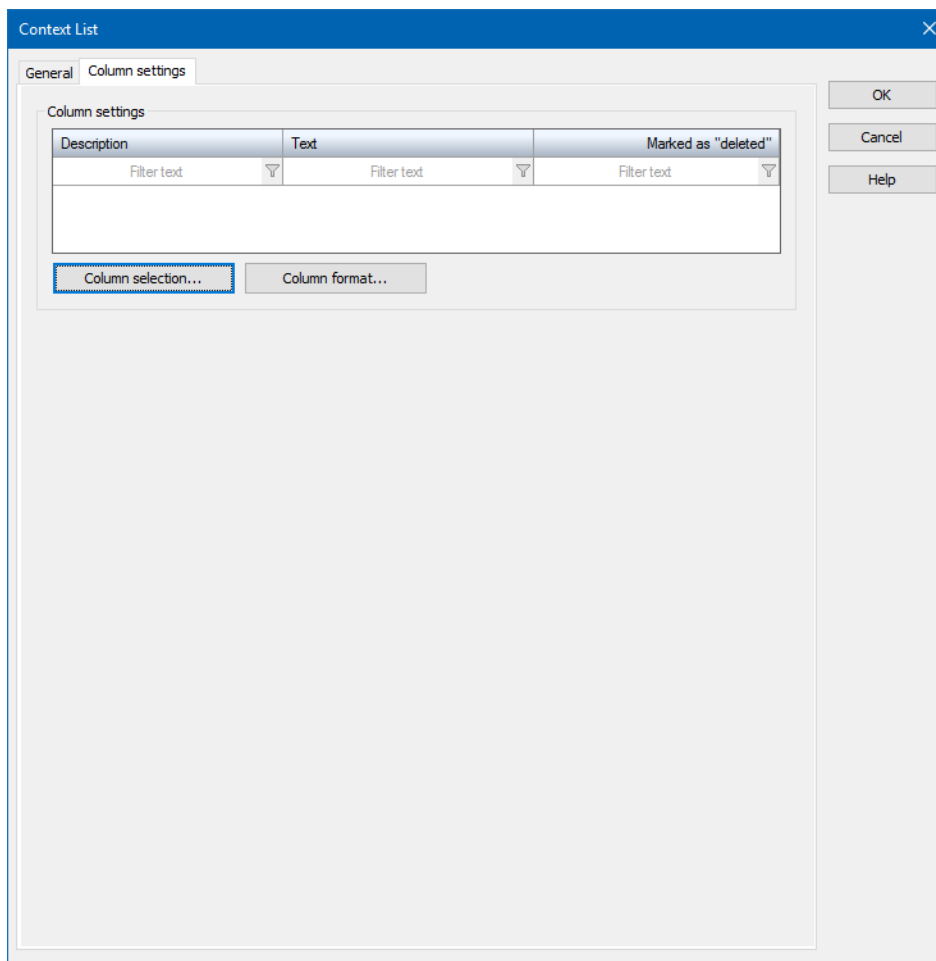 Context List
General Column settings
OK
Column settings
Cancel
Description Text Marked as "deleted"
Filter text Filter text Filter text
Help
Column selection... Column format...